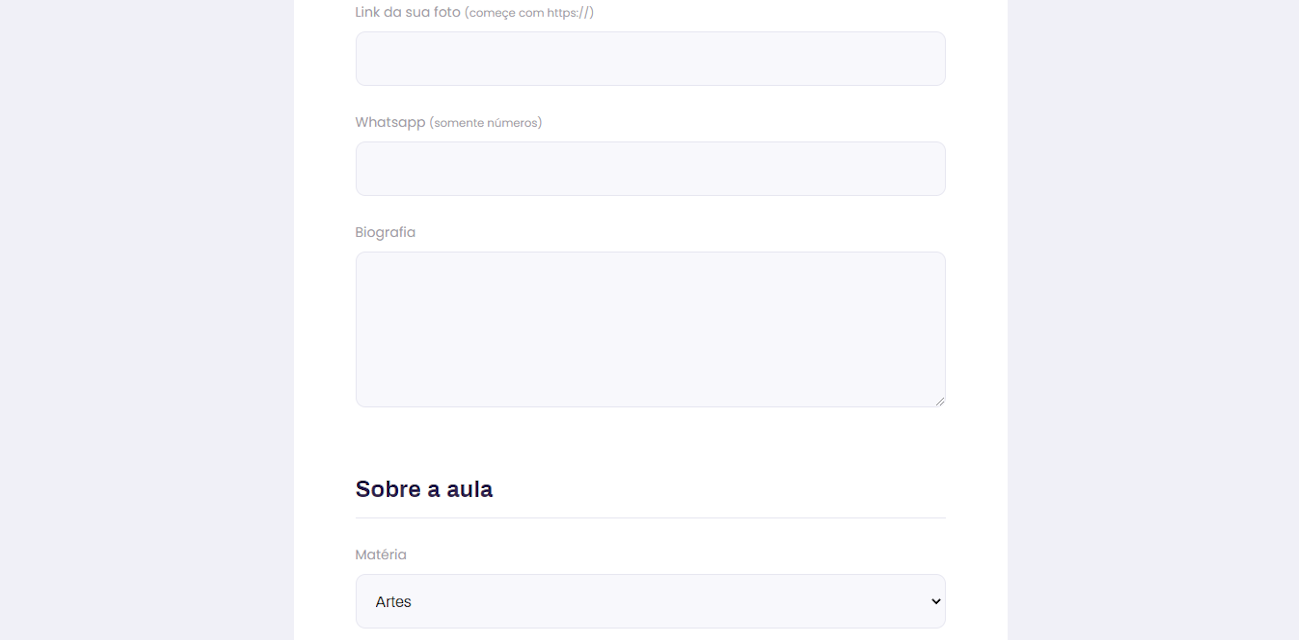 Link da sua foto (começe com https://)
Whatsapp (somente números)
Biografia
Sobre a aula
Matéria
Artes